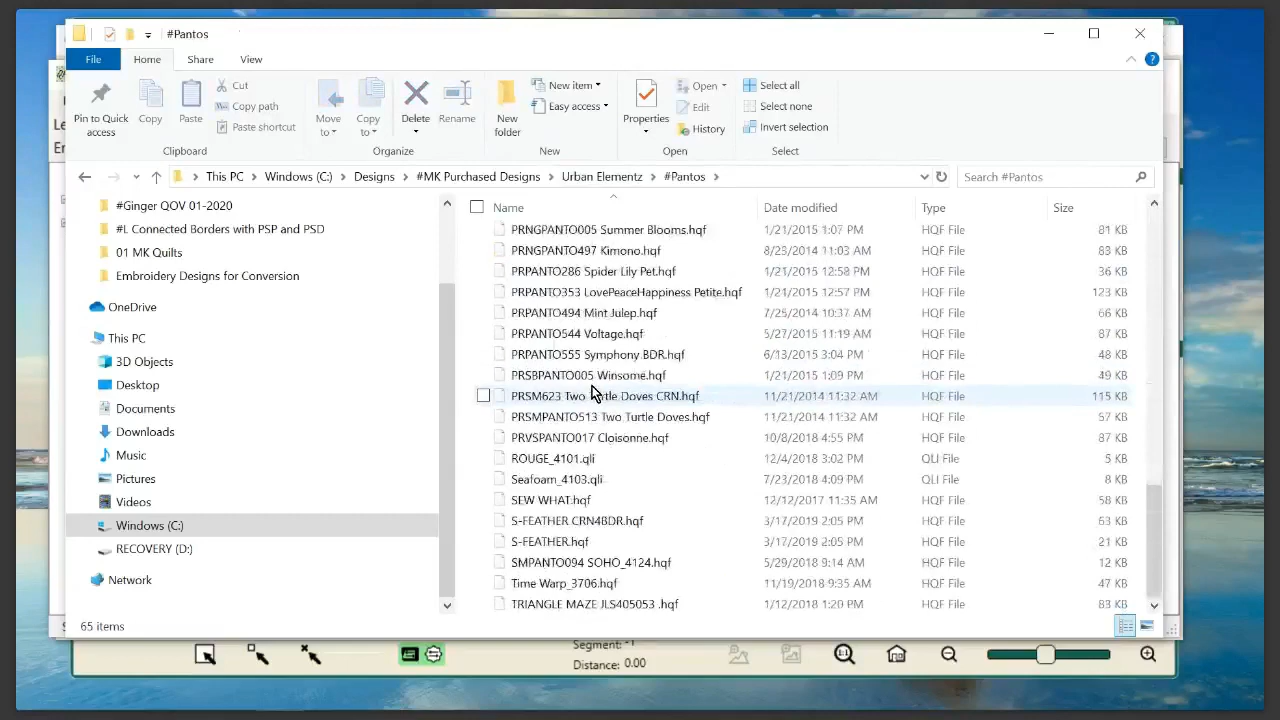 #Pantos
File Home Share View
Pin to Quick access
Copy
Paste
Cut
Copy path
Paste shortcut
Clipboard
Move to
Copy to
Delete
Rename
Organize
New folder
New item
Easy access
New
Properties
Open
Edit
History
Open
Select all
Select none
Invert selection
Select
This PC > Windows (C:) > Designs > #MK Purchased Designs > Urban Elementz > #Pantos >
Search #Pantos
#Ginger QOV 01-2020
#L Connected Borders with PSP and PSD
01 MK Quilts
Embroidery Designs for Conversion
OneDrive
This PC
3D Objects
Desktop
Documents
Downloads
Music
Pictures
Videos
Windows (C:)
RECOVERY (D:)
Network
Name Date modified Type Size
PRNGPANTO005 Summer Blooms.hqf 1/21/2015 1:07 PM HQF File 81 KB
PRNGPANTO497 Kimono.hqf 8/23/2014 11:03 AM HQF File 83 KB
PRPANTO286 Spider Lily Pet.hqf 1/21/2015 12:58 PM HQF File 36 KB
PRPANTO353 LovePeaceHappiness Petite.hqf 1/21/2015 12:57 PM HQF File 123 KB
PRPANTO494 Mint Julep.hqf 7/25/2014 10:37 AM HQF File 66 KB
PRPANTO544 Voltage.hqf 5/27/2015 11:19 AM HQF File 87 KB
PRPANTO555 Symphony BDR.hqf 6/13/2015 3:04 PM HQF File 48 KB
PRSBPANTO005 Winsome.hqf 1/21/2015 1:09 PM HQF File 49 KB
PRSM623 Two Turtle Doves CRN.hqf 11/21/2014 11:32 AM HQF File 115 KB
PRSMPANTO513 Two Turtle Doves.hqf 11/21/2014 11:32 AM HQF File 57 KB
PRVSPANTO017 Cloisonne.hqf 10/8/2018 4:55 PM HQF File 87 KB
ROUGE_4101.qli 12/4/2018 3:02 PM QLI File 5 KB
Seafoam_4103.qli 7/23/2018 4:09 PM QLI File 8 KB
SEW WHAT.hqf 12/12/2017 11:35 AM HQF File 58 KB
S-FEATHER CRN4BDR.hqf 3/17/2019 2:05 PM HQF File 63 KB
S-FEATHER.hqf 3/17/2019 2:05 PM HQF File 21 KB
SMPANTO094 SOHO_4124.hqf 5/29/2018 9:14 AM HQF File 12 KB
Time Warp_3706.hqf 11/19/2018 9:35 AM HQF File 47 KB
TRIANGLE MAZE JLS405053 .hqf 1/12/2018 1:20 PM HQF File 83 KB
65 items
Segment: -1
Distance: 0.00
1:1